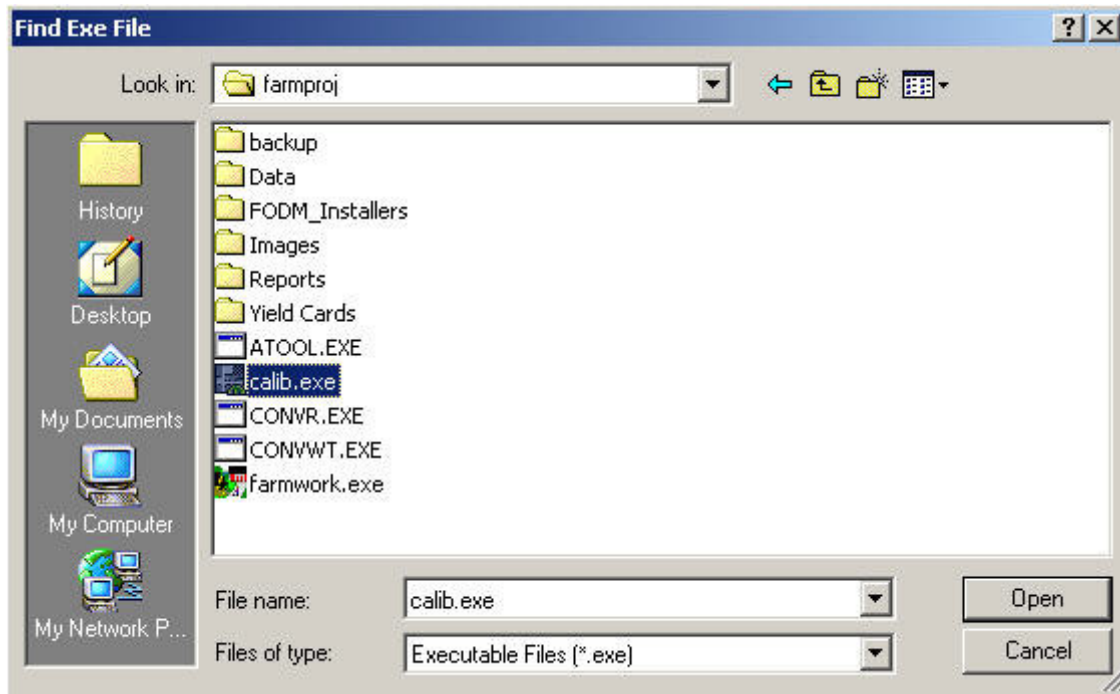 Find Exe File
Look in: farmproj
History
Desktop
My Documents
My Computer
My Network P...
backup
Data
FODM_Installers
Images
Reports
Yield Cards
ATOOL.EXE
calib.exe
CONVR.EXE
CONVWT.EXE
farmwork.exe
File name: calib.exe Open
Files of type: Executable Files (*.exe) Cancel